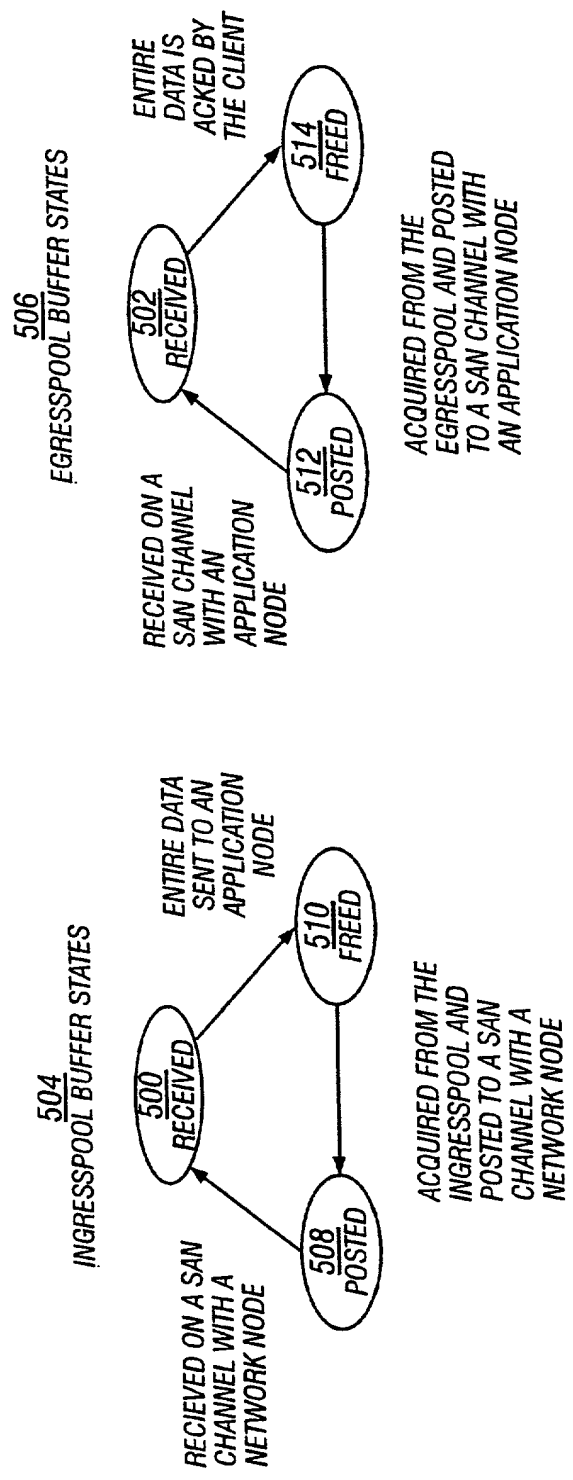 504
INGRESSPOOL BUFFER STATES
RECIEVED ON A SAN
CHANNEL WITH A
NETWORK NODE
500
RECEIVED
ENTIRE DATA
SENT TO AN
APPLICATION
NODE
508
POSTED
510
FREED
ACQUIRED FROM THE
INGRESSPOOL AND
POSTED TO A SAN
CHANNEL WITH A
NETWORK NODE
506
EGRESSPOOL BUFFER STATES
RECEIVED ON A
SAN CHANNEL
WITH AN
APPLICATION
NODE
502
RECEIVED
ENTIRE
DATA IS
ACKED BY
THE CLIENT
512
POSTED
514
FREED
ACQUIRED FROM THE
EGRESSPOOL AND POSTED
TO A SAN CHANNEL WITH
AN APPLICATION NODE